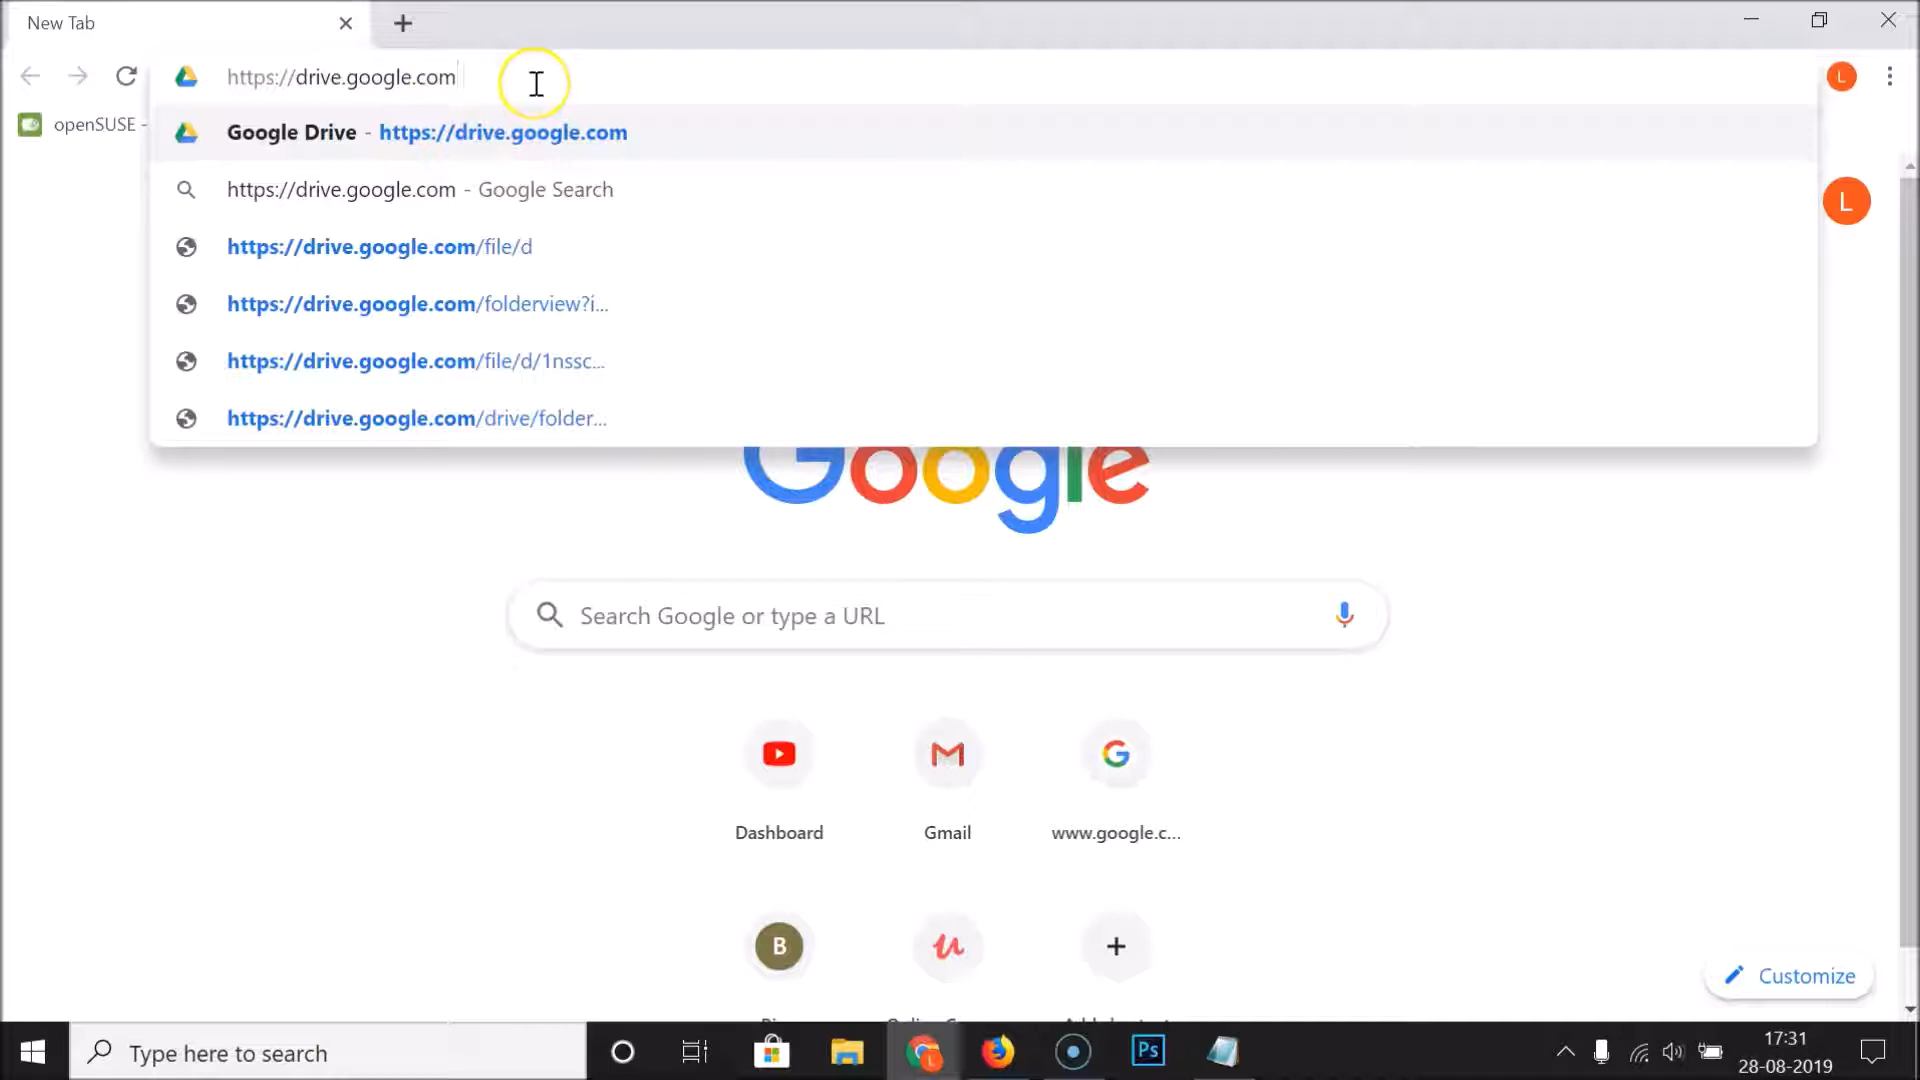 New Tab
https://drive.google.com
L
openSUSE -
Google Drive - https://drive.google.com
https://drive.google.com - Google Search
L
https://drive.google.com/file/d
https://drive.google.com/folderview?i...
https://drive.google.com/file/d/1nssc...
https://drive.google.com/drive/folder...
Google
Search Google or type a URL
Dashboard
Gmail
www.google.c...
B
Customize
Type here to search
L
Ps
17:31
28-08-2019